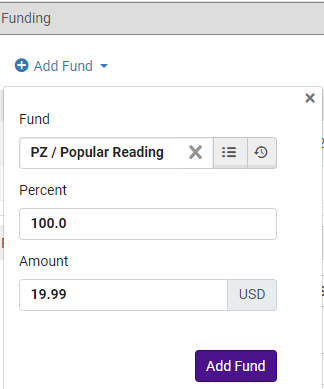 Funding
Add Fund
Fund
PZ / Popular Reading
Percent
100.0
Amount
19.99 USD
Add Fund